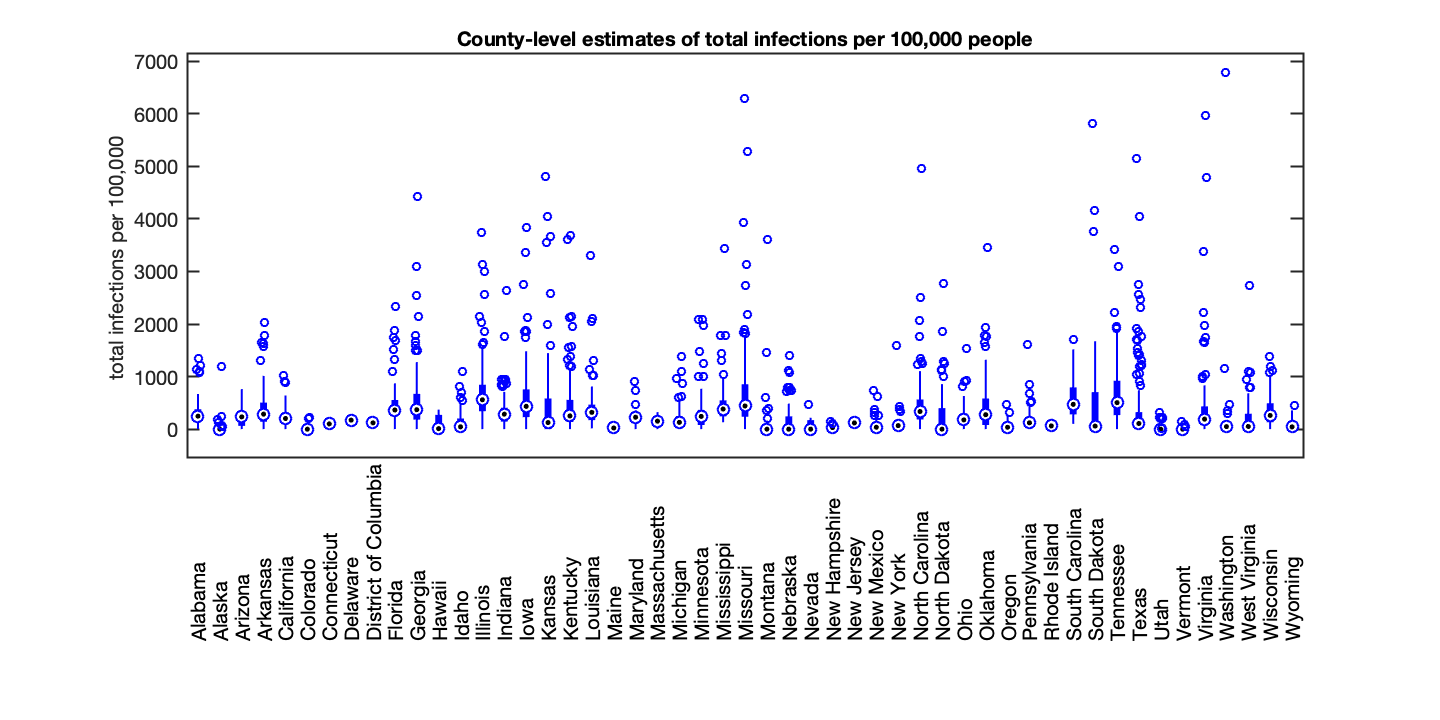 County-level estimates of total infections per 100,000 people
total infections per 100,000
7000
6000
5000
4000
3000
2000
1000
0
Alabama
Alaska
Arizona
Arkansas
California
Colorado
Connecticut
Delaware
District of Columbia
Florida
Georgia
Hawaii
Idaho
Illinois
Indiana
Iowa
Kansas
Kentucky
Louisiana
Maine
Maryland
Massachusetts
Michigan
Minnesota
Mississippi
Missouri
Montana
Nebraska
Nevada
New Hampshire
New Jersey
New Mexico
New York
North Carolina
North Dakota
Ohio
Oklahoma
Oregon
Pennsylvania
Rhode Island
South Carolina
South Dakota
Tennessee
Texas
Utah
Vermont
Virginia
Washington
West Virginia
Wisconsin
Wyoming